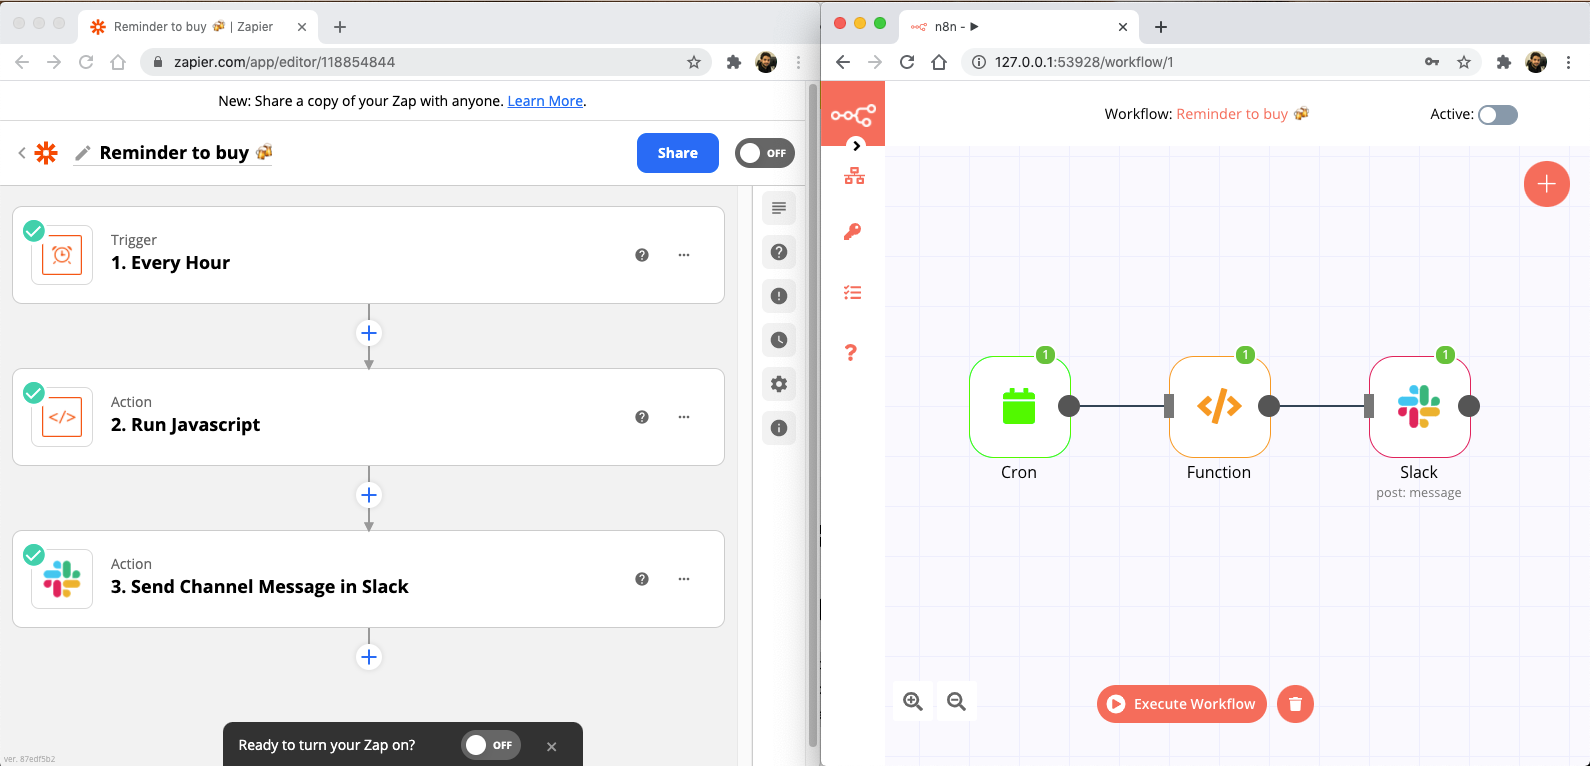 Reminder to buy 🍻 | Zapier
zapier.com/app/editor/118854844
New: Share a copy of your Zap with anyone. Learn More.
Reminder to buy 🍻
Share
OFF
Trigger
1. Every Hour
Action
2. Run Javascript
Action
3. Send Channel Message in Slack
Ready to turn your Zap on?
OFF
ver. 87edf5b2
n8n - ▶
127.0.0.1:53928/workflow/1
Workflow: Reminder to buy 🍻
Active:
1
1
1
Cron
Function
Slack
post: message
Execute Workflow